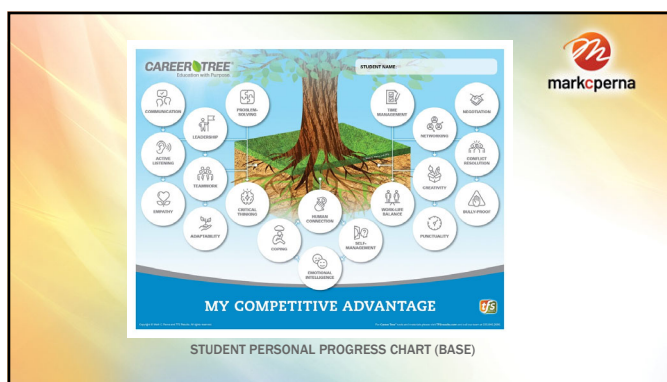 CAREER TREE®
Education with Purpose
STUDENT NAME:
markcperna
COMMUNICATION
PROBLEM-
SOLVING
TIME
MANAGEMENT
NEGOTIATION
LEADERSHIP
NETWORKING
ACTIVE
LISTENING
CONFLICT
RESOLUTION
TEAMWORK
CREATIVITY
EMPATHY
CRITICAL
THINKING
HUMAN
CONNECTION
WORK-LIFE
BALANCE
BULLY-PROOF
ADAPTABILITY
COPING
SELF-
MANAGEMENT
PUNCTUALITY
EMOTIONAL
INTELLIGENCE
MY COMPETITIVE ADVANTAGE
tfs
STUDENT PERSONAL PROGRESS CHART (BASE)